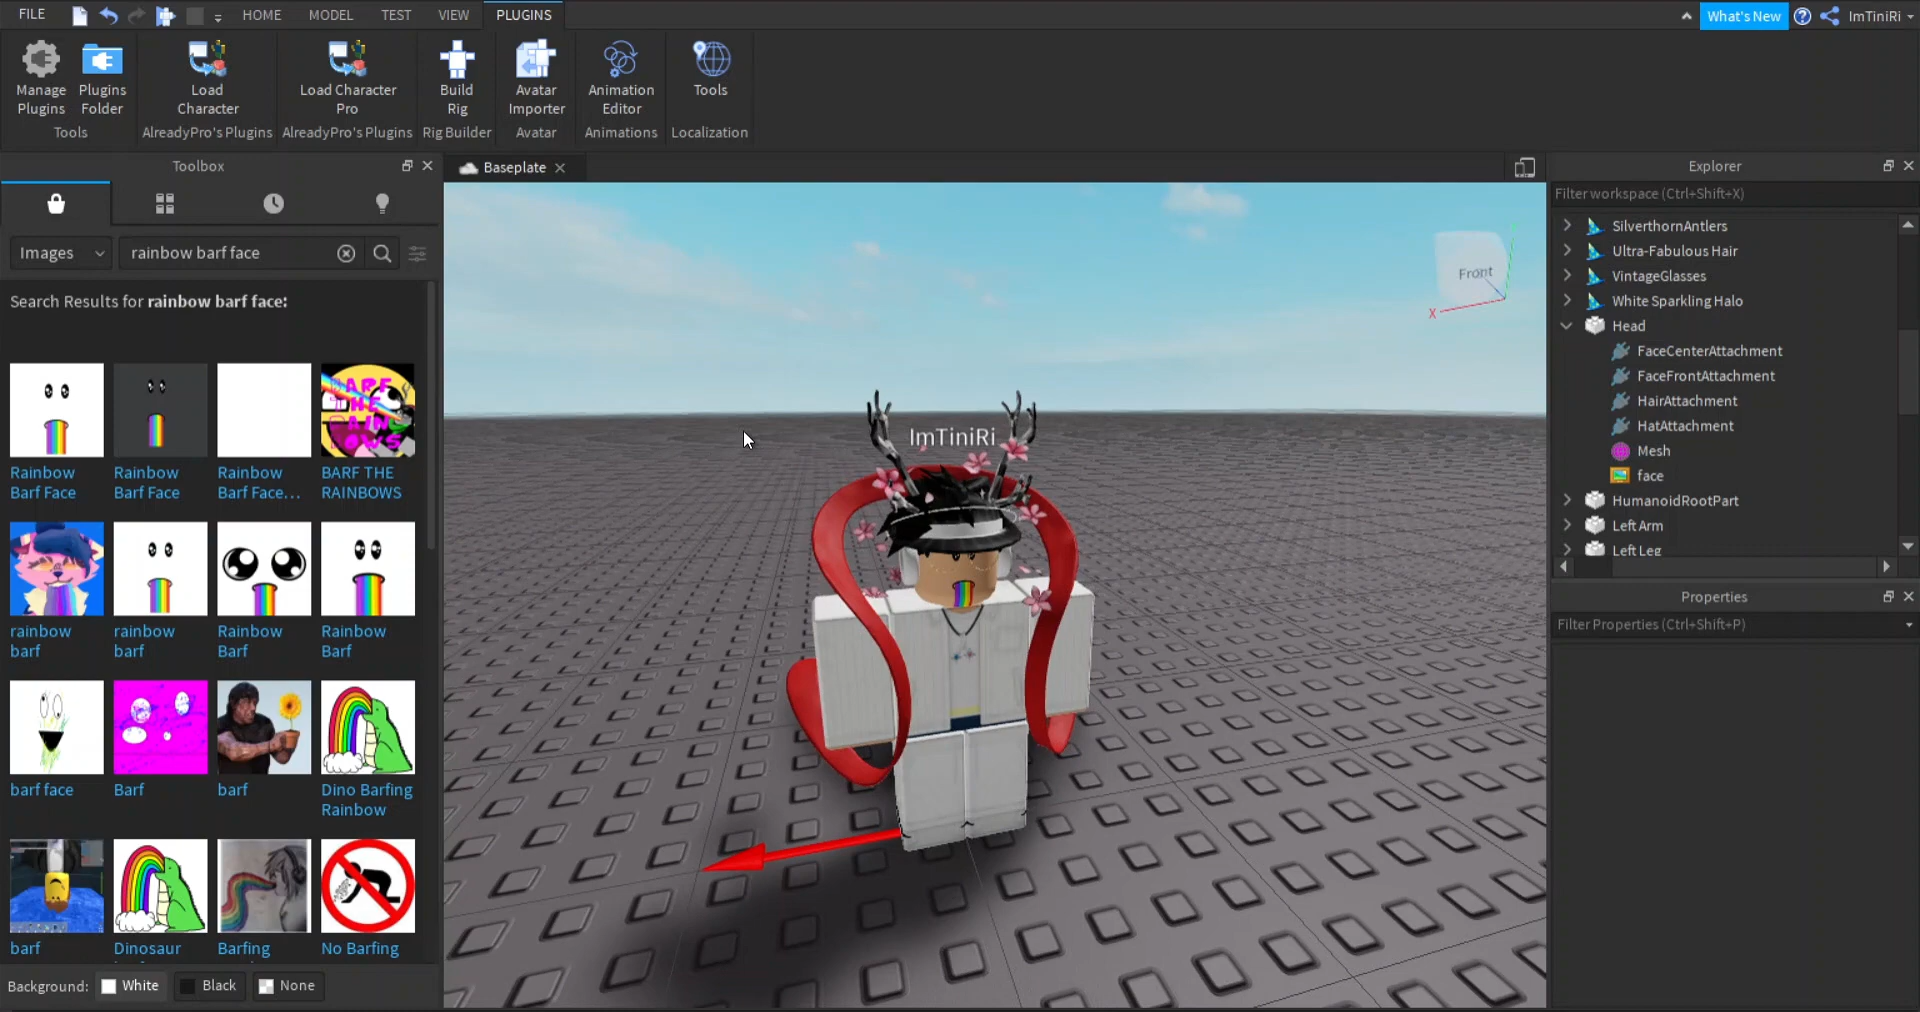 FILE HOME MODEL TEST VIEW PLUGINS What's New ImTiniRi
Manage Plugins
Plugins Folder
Tools
Load Character
AlreadyPro's Plugins
Load Character Pro
AlreadyPro's Plugins
Build Rig
Rig Builder
Avatar Importer
Avatar
Animation Editor
Animations
Tools
Localization
Toolbox
Images
rainbow barf face
Search Results for rainbow barf face:
Rainbow Barf Face
Rainbow Barf Face
Rainbow Barf Face...
BARF THE RAINBOWS
BARF THE RAINBOWS
rainbow barf
rainbow barf
Rainbow Barf
Rainbow Barf
barf face
Barf
barf
Dino Barfing Rainbow
barf
Dinosaur
Barfing
No Barfing
Background: White Black None
Baseplate
Front
X
ImTiniRi
Explorer
Filter workspace (Ctrl+Shift+X)
SilverthornAntlers
Ultra-Fabulous Hair
VintageGlasses
White Sparkling Halo
Head
FaceCenterAttachment
FaceFrontAttachment
HairAttachment
HatAttachment
Mesh
face
HumanoidRootPart
Left Arm
Left Leg
Properties
Filter Properties (Ctrl+Shift+P)